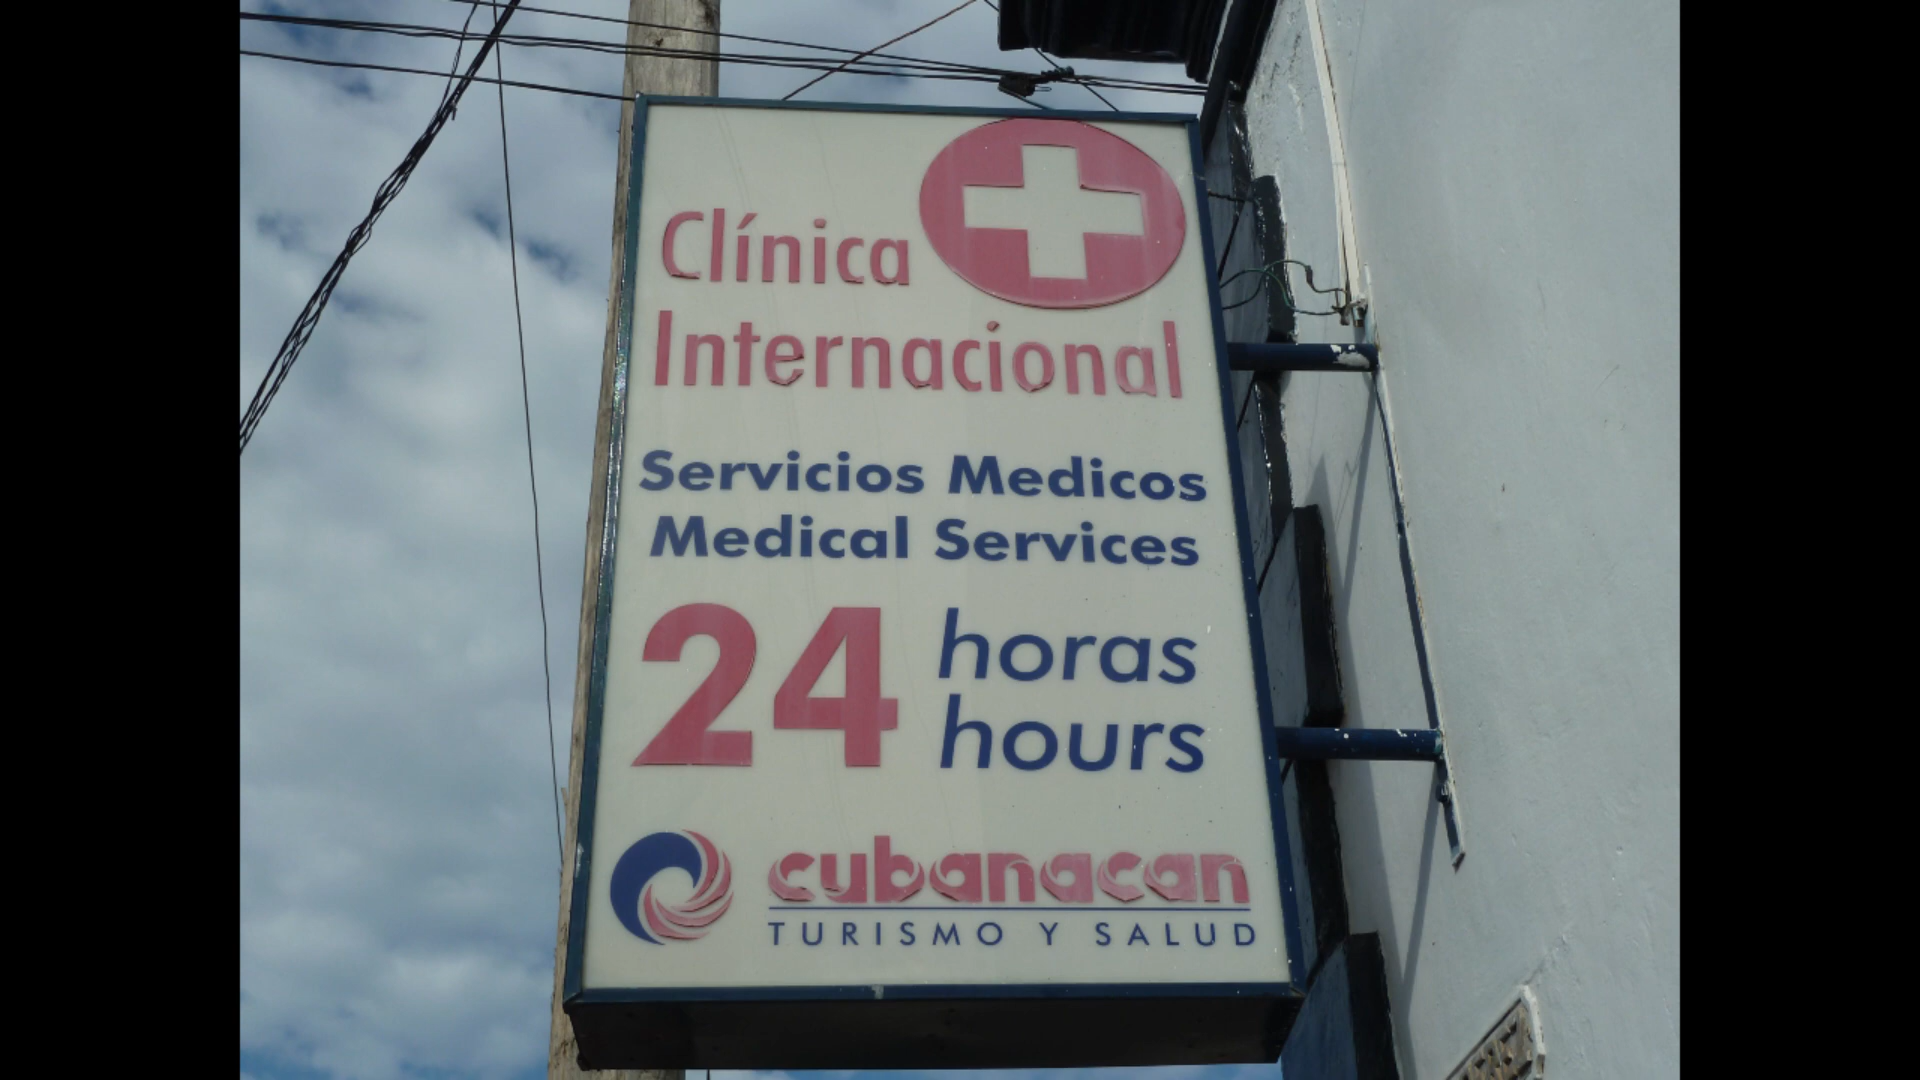 Clínica
Internacional
Servicios Medicos
Medical Services
24 horas
hours
cubanacan
TURISMO Y SALUD